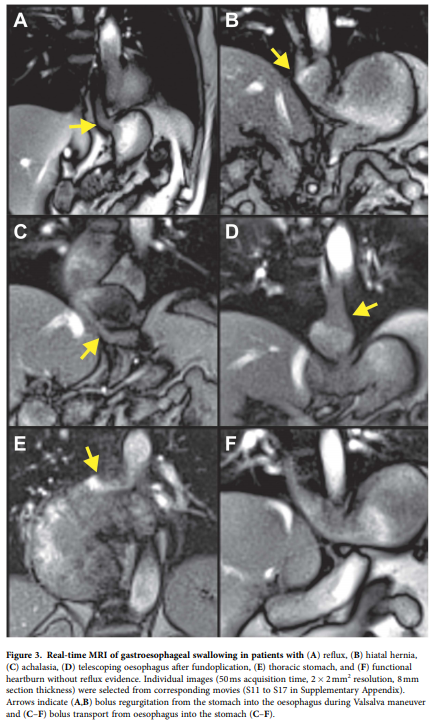 A
B
C
D
E
F
Figure 3. Real-time MRI of gastroesophageal swallowing in patients with (A) reflux, (B) hiatal hernia,
(C) achalasia, (D) telescoping oesophagus after fundoplication, (E) thoracic stomach, and (F) functional
heartburn without reflux evidence. Individual images (50 ms acquisition time, 2 × 2 mm² resolution, 8 mm
section thickness) were selected from corresponding movies (S11 to S17 in Supplementary Appendix).
Arrows indicate (A,B) bolus regurgitation from the stomach into the oesophagus during Valsalva maneuver
and (C–F) bolus transport from oesophagus into the stomach (C–F).